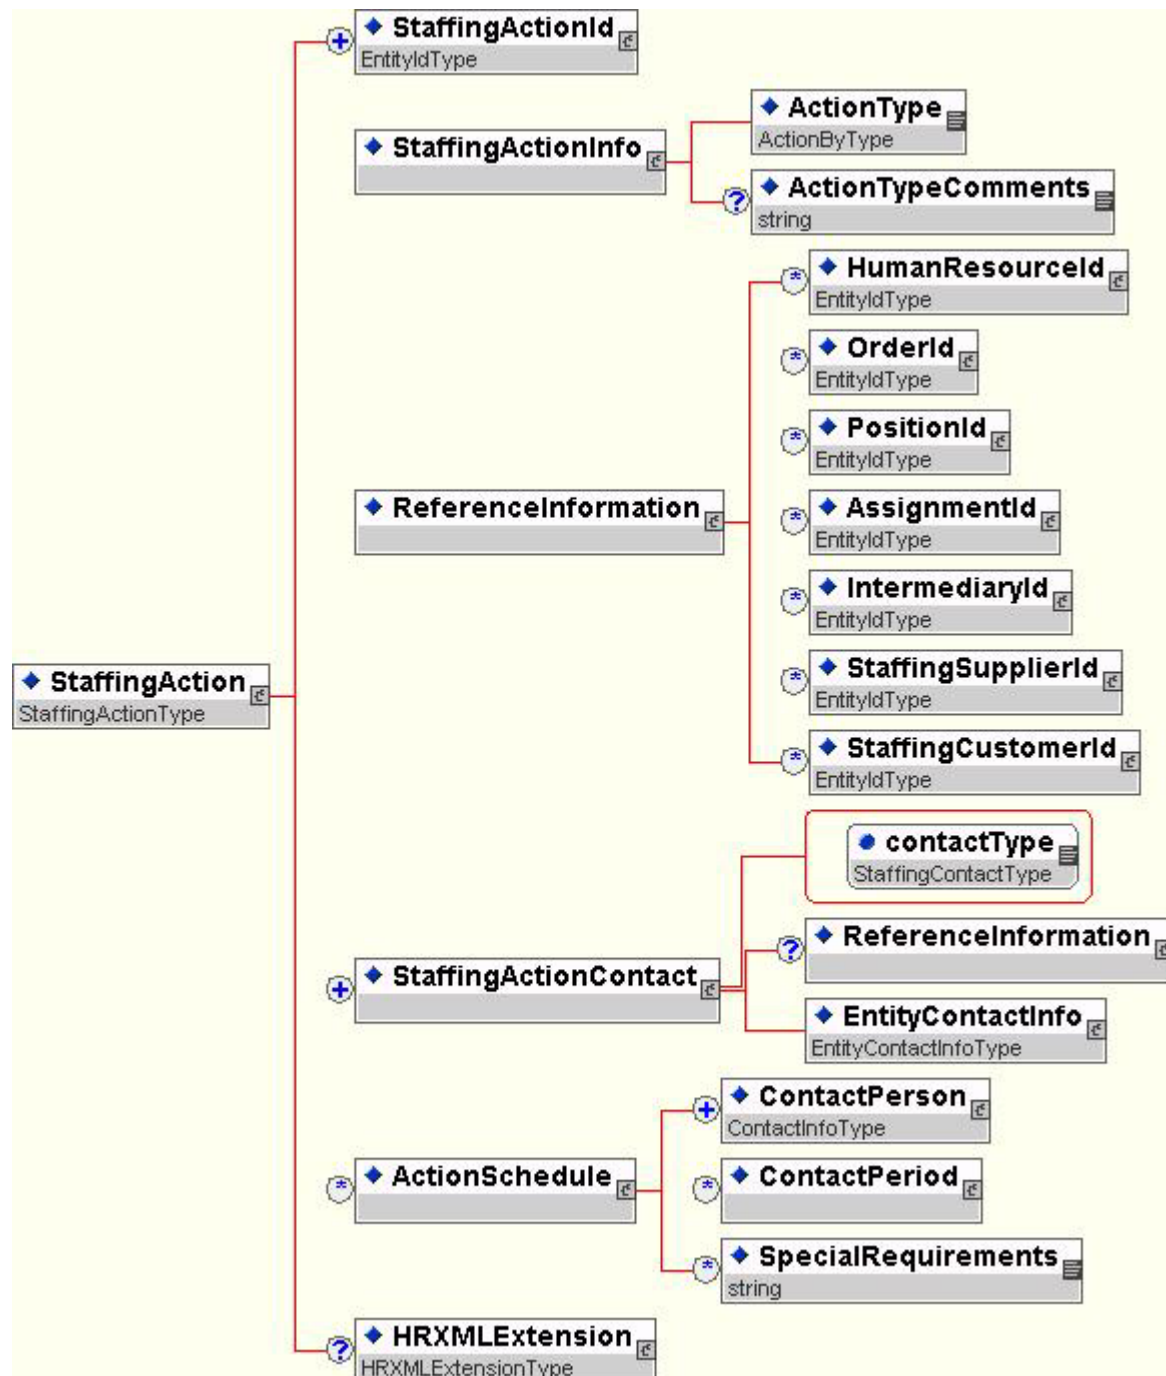 StaffingActionId
EntityIdType
StaffingActionInfo
ActionType
ActionByType
ActionTypeComments
string
ReferenceInformation
HumanResourceId
EntityIdType
OrderId
EntityIdType
PositionId
EntityIdType
AssignmentId
EntityIdType
IntermediaryId
EntityIdType
StaffingSupplierId
EntityIdType
StaffingCustomerId
EntityIdType
StaffingAction
StaffingActionType
StaffingActionContact
contactType
StaffingContactType
ReferenceInformation
EntityContactInfo
EntityContactInfoType
ActionSchedule
ContactPerson
ContactInfoType
ContactPeriod
SpecialRequirements
string
HRXMLExtension
HRXMLExtensionType